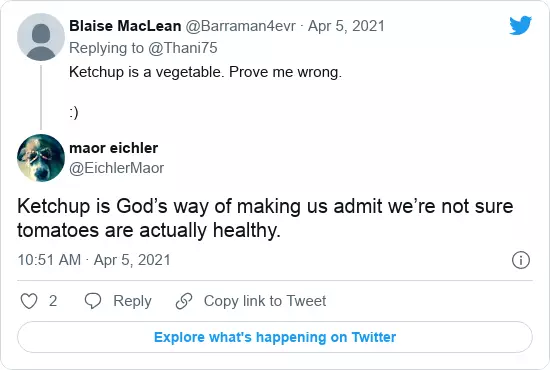 Blaise MacLean @Barraman4evr · Apr 5, 2021
Replying to @Thani75
Ketchup is a vegetable. Prove me wrong.
:)
maor eichler
@EichlerMaor
Ketchup is God’s way of making us admit we’re not sure
tomatoes are actually healthy.
10:51 AM · Apr 5, 2021
2 Reply Copy link to Tweet
Explore what's happening on Twitter